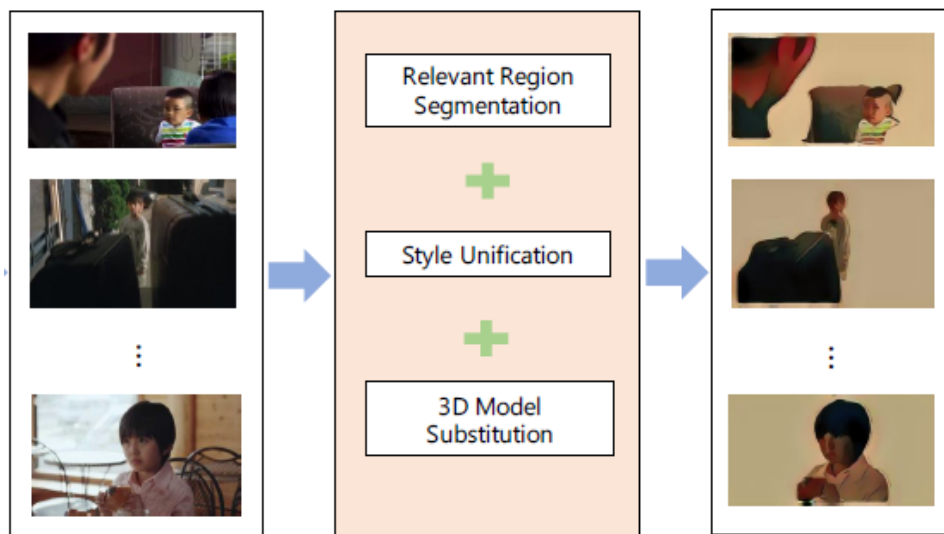 Relevant Region
Segmentation
Style Unification
3D Model
Substitution